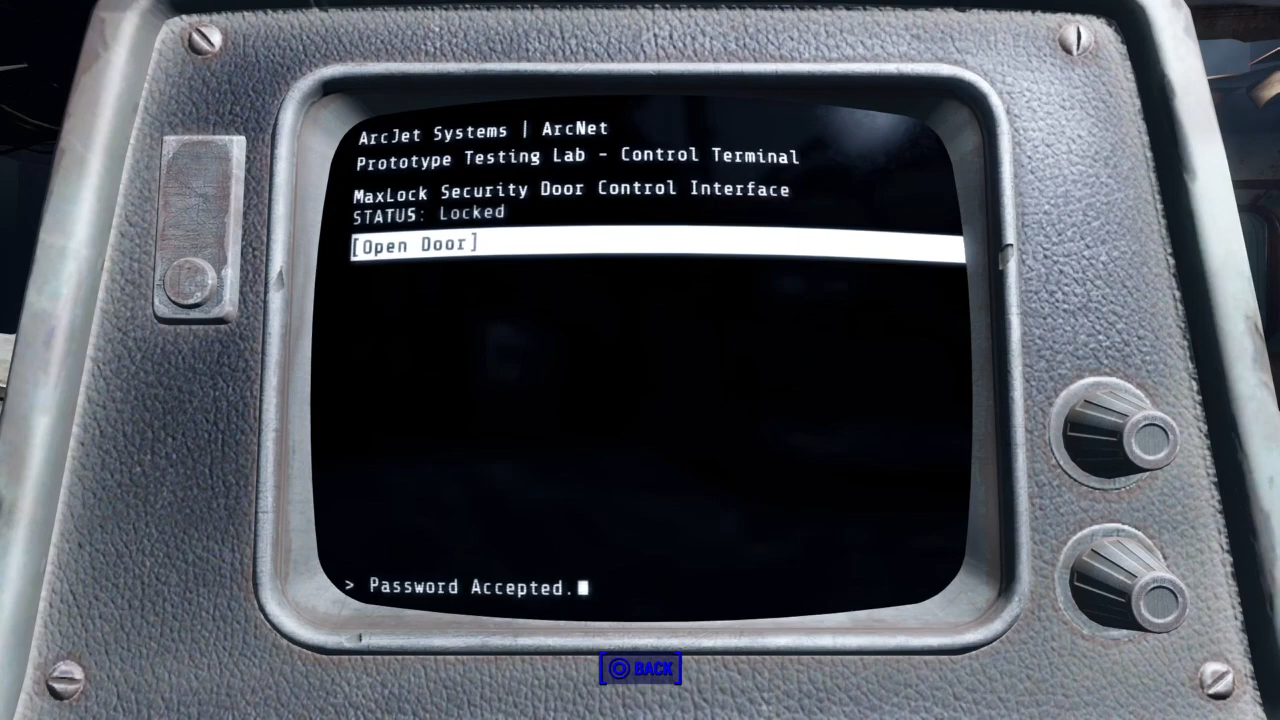 ArcJet Systems | ArcNet
Prototype Testing Lab - Control Terminal
MaxLock Security Door Control Interface
STATUS: Locked
[Open Door]
> Password Accepted.
BACK